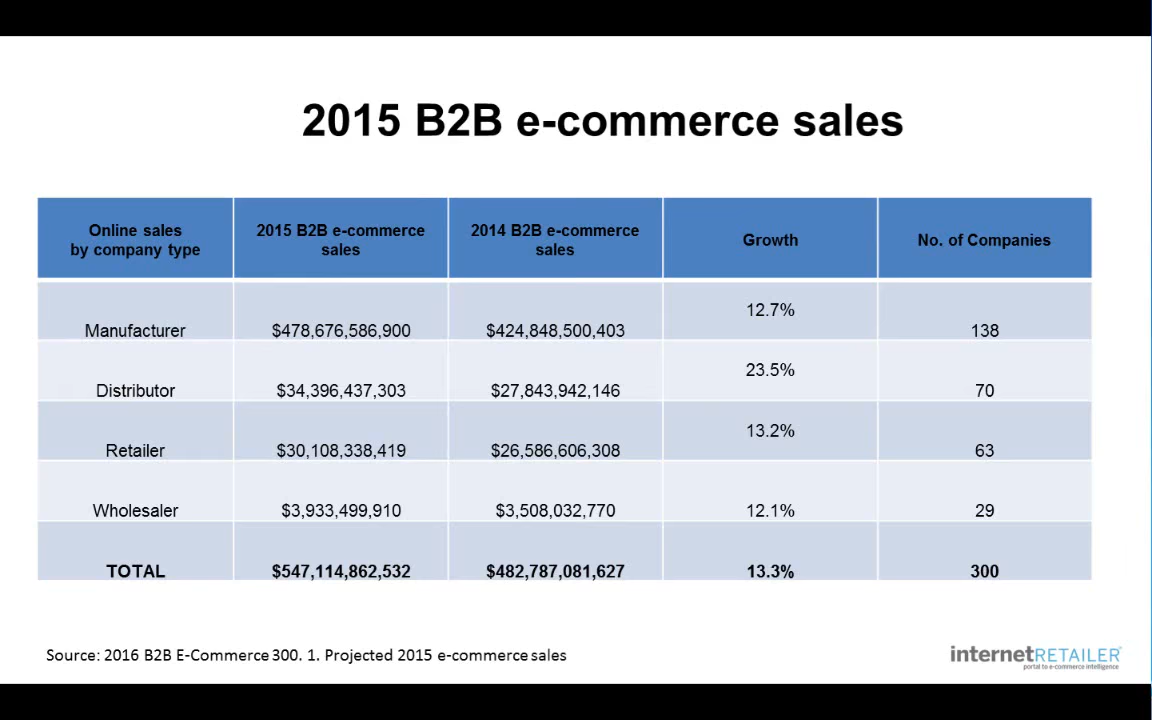 2015 B2B e-commerce sales
Online sales
by company type
2015 B2B e-commerce
sales
2014 B2B e-commerce
sales
Growth
No. of Companies
Manufacturer $478,676,586,900 $424,848,500,403 12.7% 138
Distributor $34,396,437,303 $27,843,942,146 23.5% 70
Retailer $30,108,338,419 $26,586,606,308 13.2% 63
Wholesaler $3,933,499,910 $3,508,032,770 12.1% 29
TOTAL $547,114,862,532 $482,787,081,627 13.3% 300
Source: 2016 B2B E-Commerce 300. 1. Projected 2015 e-commerce sales
internetRETAILER
portal to e-commerce intelligence